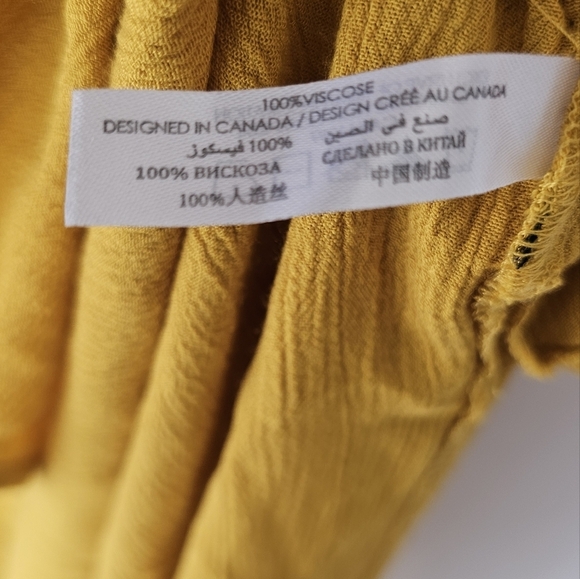 100%VISCOSE
DESIGNED IN CANADA / DESIGN CRÉÉ AU CANADA
100% فيسكوز
صنع في الصين
100% ВИСКОЗА
СДЕЛАНО В КИТАЙ
100%人造丝
中国制造